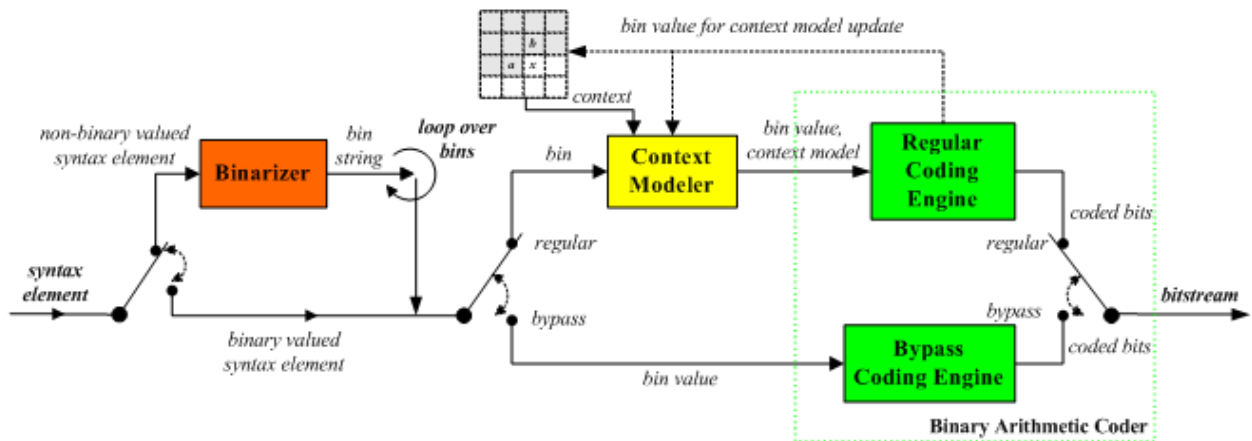 bin value for context model update
b
a x
context
non-binary valued
syntax element
bin
string
loop over
bins
Binarizer
bin
Context
Modeler
bin value,
context model
Regular
Coding
Engine
coded bits
regular
regular
syntax
element
bitstream
bypass
bypass
binary valued
syntax element
bin value
Bypass
Coding Engine
coded bits
Binary Arithmetic Coder